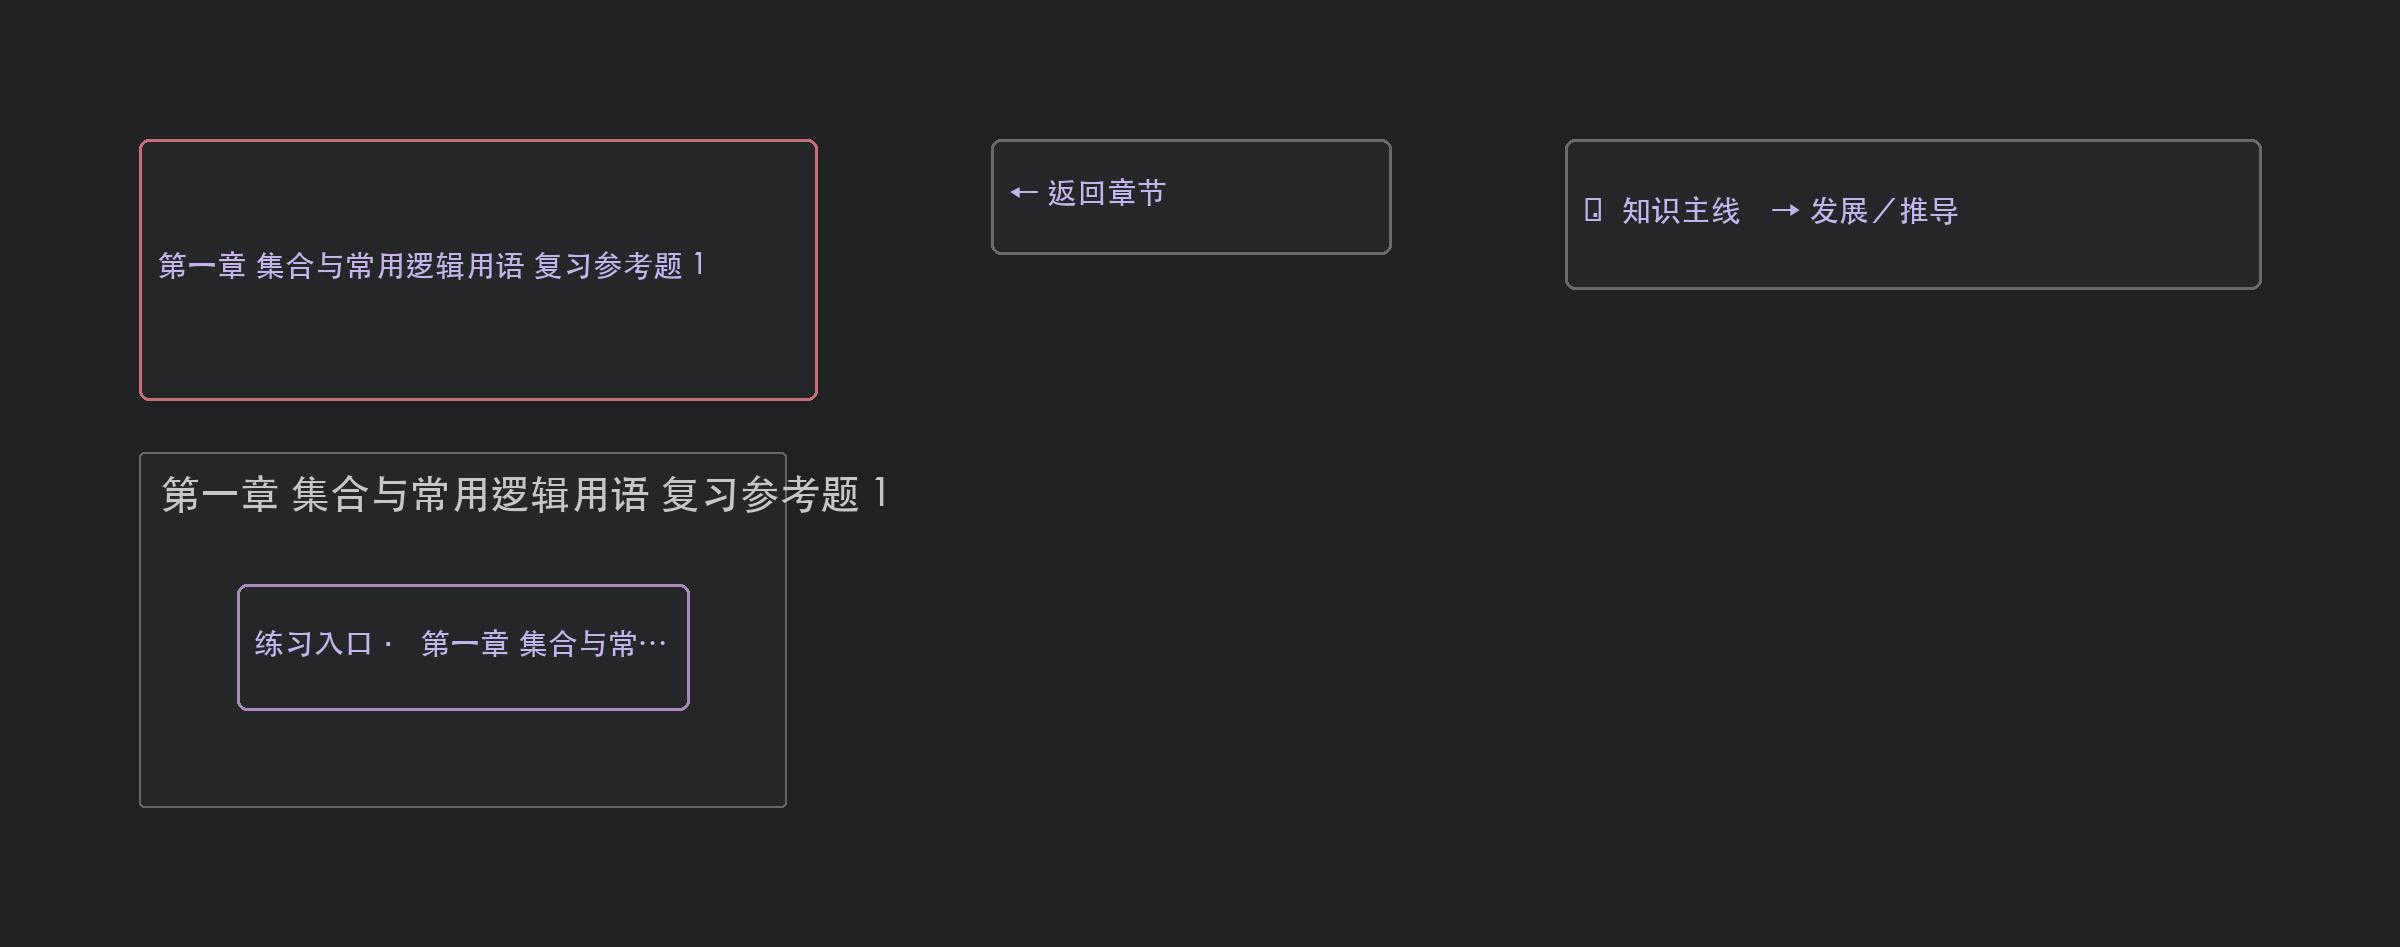 第一章 集合与常用逻辑用语 复习参考题 1
← 返回章节
知识主线 → 发展／推导
第一章 集合与常用逻辑用语 复习参考题 1
练习入口 · 第一章 集合与常…